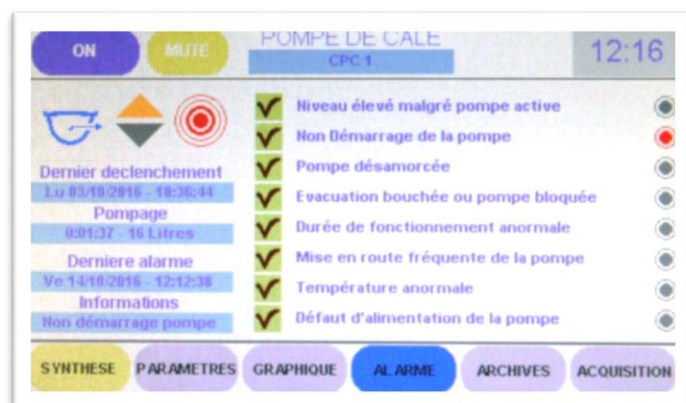 ON
MUTE
POMPE DE CALE
CPC 1
12:16
Dernier declenchement
Lu 03/10/2016 - 18:36:44
Pompage
0:01:37 - 16 Litres
Derniere alarme
Ve 14/10/2016 - 12:12:38
Informations
Non démarrage pompe
Niveau élevé malgré pompe active
Non Démarrage de la pompe
Pompe désamorcée
Evacuation bouchée ou pompe bloquée
Durée de fonctionnement anormale
Mise en route fréquente de la pompe
Température anormale
Défaut d'alimentation de la pompe
SYNTHESE
PARAMETRES
GRAPHIQUE
ALARME
ARCHIVES
ACQUISITION